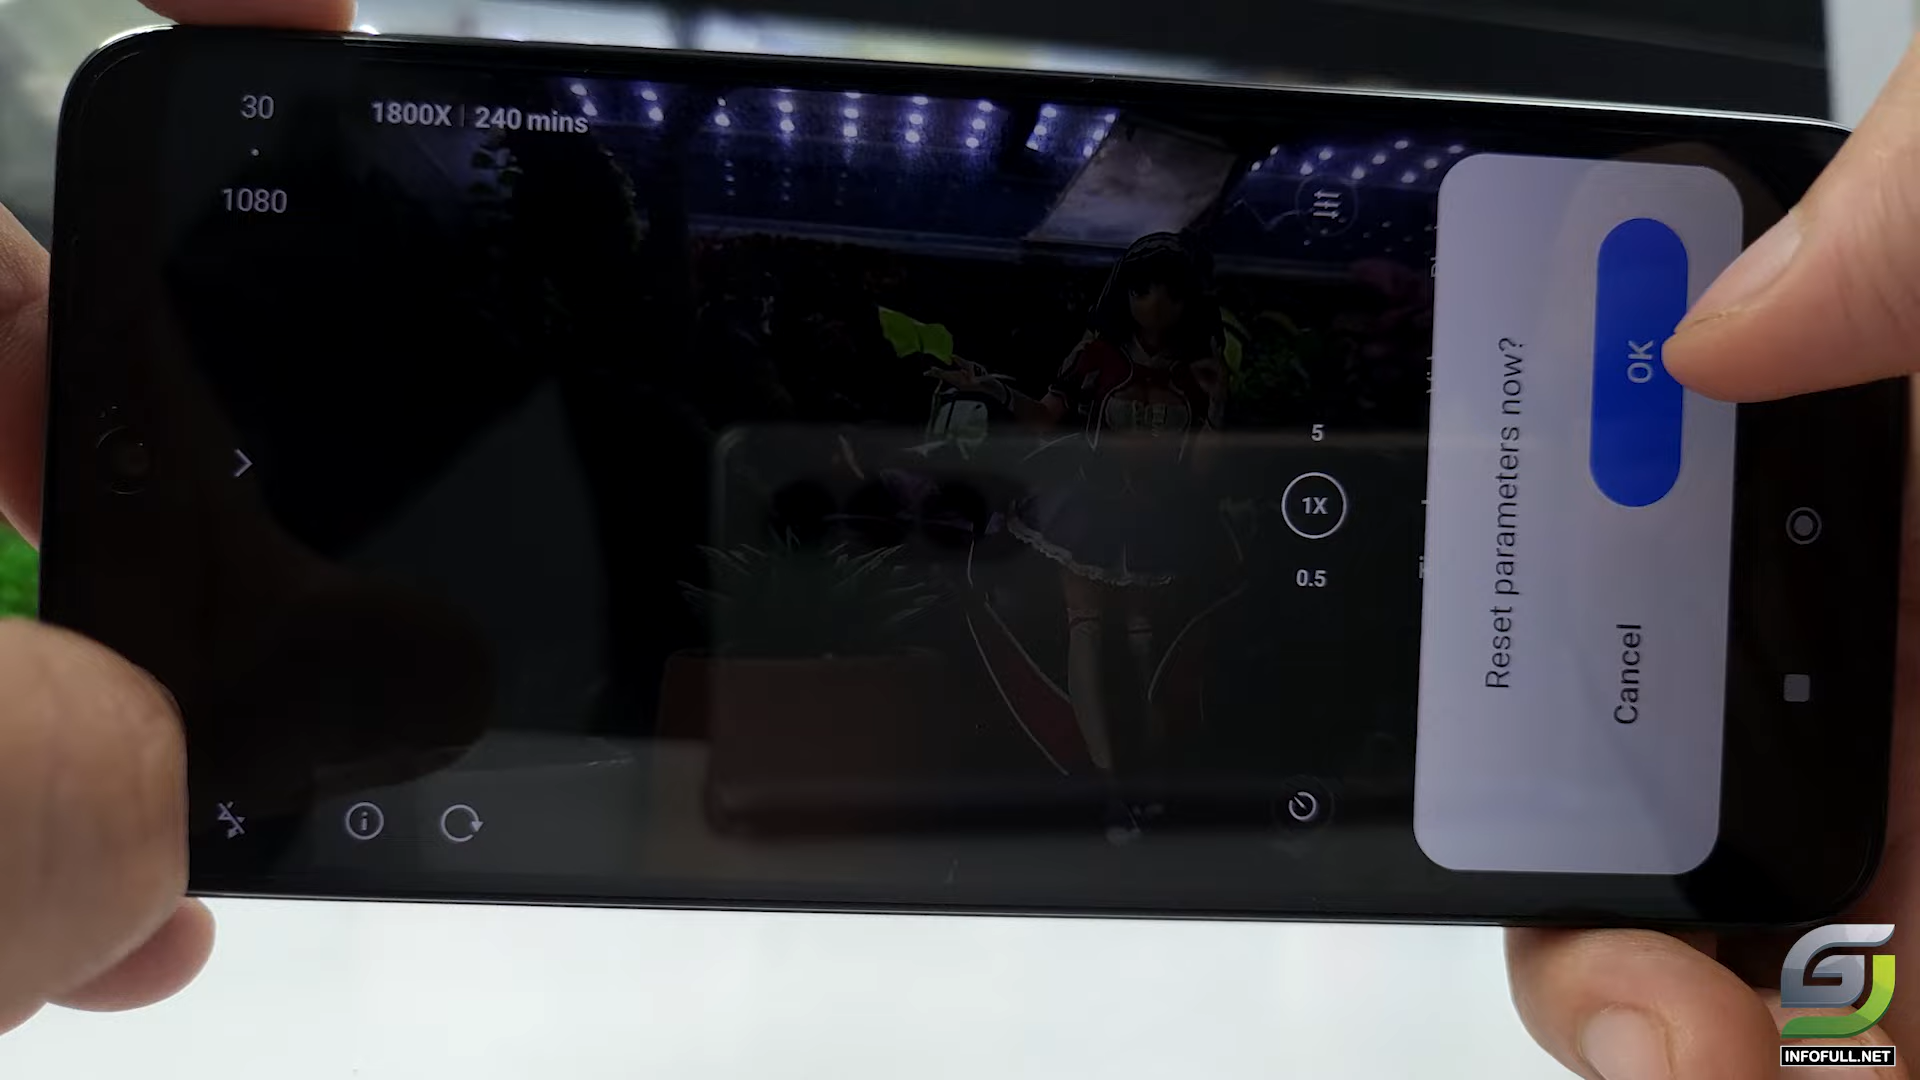 30
1080
1800X | 240 mins
5
1X
0.5
Reset parameters now?
OK
Cancel
INFOFULL.NET